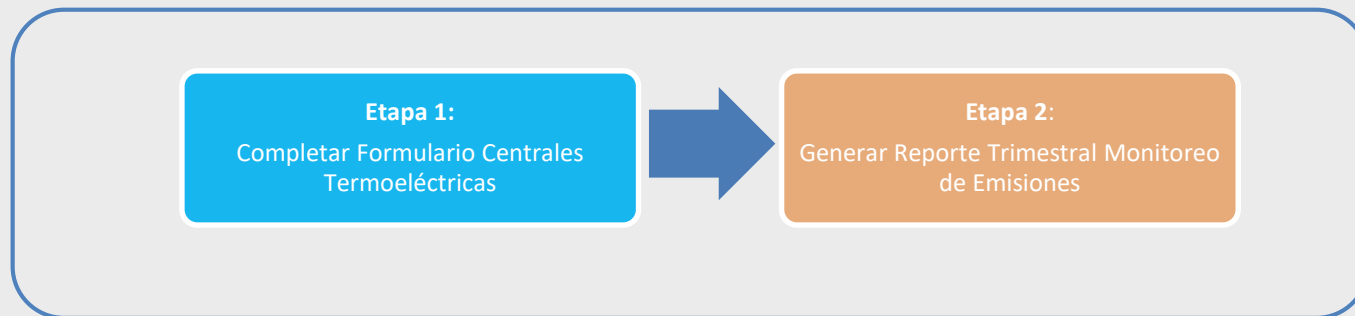 Etapa 1:
Completar Formulario Centrales
Termoeléctricas
Etapa 2:
Generar Reporte Trimestral Monitoreo
de Emisiones